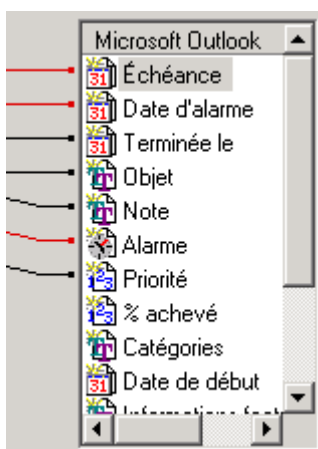 Microsoft Outlook
Échéance
Date d'alarme
Terminée le
Objet
Note
Alarme
Priorité
% achevé
Catégories
Date de début